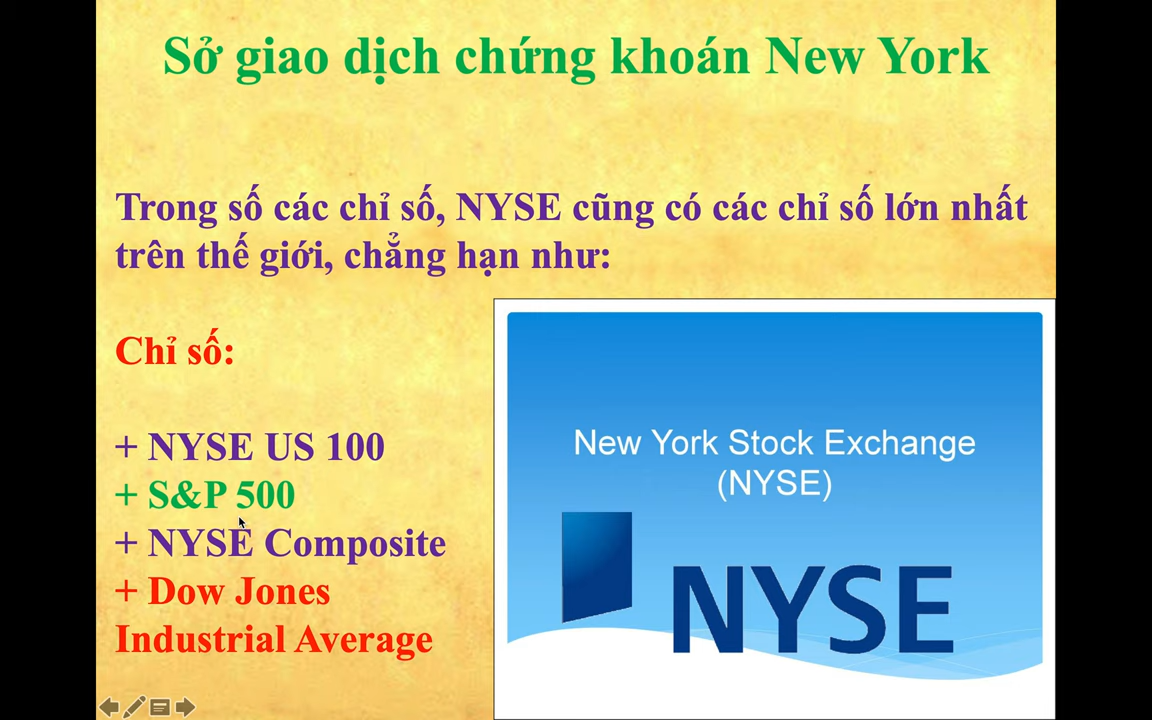 Sở giao dịch chứng khoán New York
Trong số các chỉ số, NYSE cũng có các chỉ số lớn nhất
trên thế giới, chẳng hạn như:
Chỉ số:
+ NYSE US 100
+ S&P 500
+ NYSE Composite
+ Dow Jones
Industrial Average
New York Stock Exchange
(NYSE)
NYSE